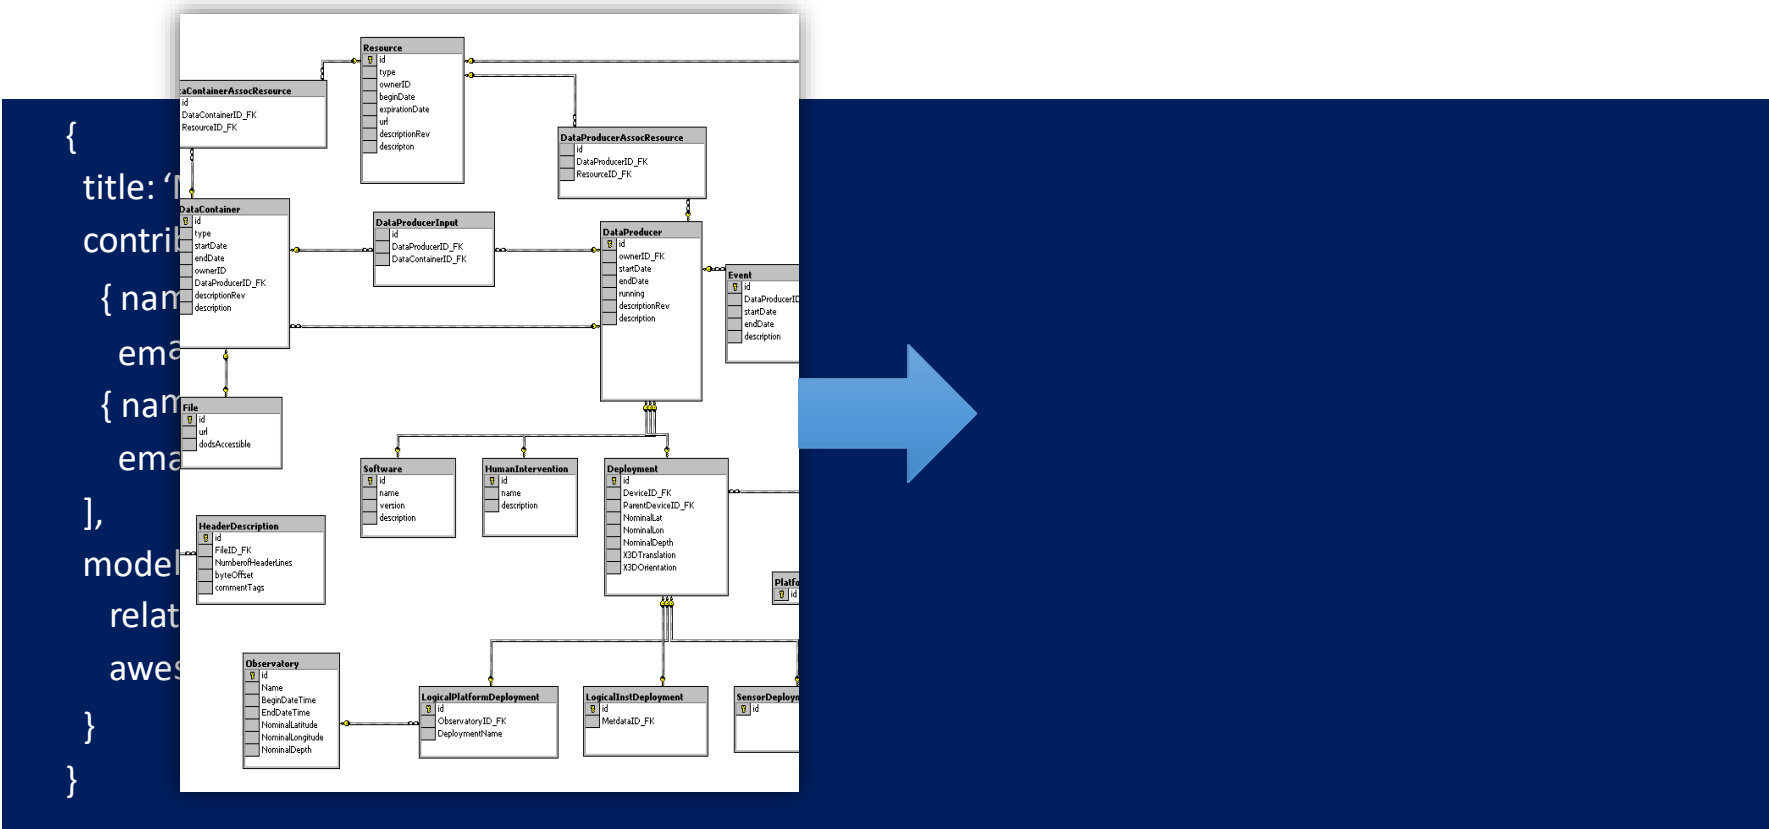 {
title: ‘
contrib
{ nam
ema
{ nam
ema
],
model
relat
awes
}
}
Resource
id
type
ownerID
beginDate
expirationDate
url
descriptionRev
descripton
aContainerAssocResource
id
DataContainerID_FK
ResourceID_FK
DataProducerAssocResource
id
DataProducerID_FK
ResourceID_FK
DataContainer
id
type
startDate
endDate
ownerID
DataProducerID_FK
descriptionRev
description
DataProducerInput
id
DataProducerID_FK
DataContainerID_FK
DataProducer
id
ownerID_FK
startDate
endDate
running
descriptionRev
description
Event
id
DataProducerID
startDate
endDate
description
File
id
url
dodsAccessible
Software
id
name
version
description
HumanIntervention
id
name
description
Deployment
id
DeviceID_FK
ParentDeviceID_FK
NominalLat
NominalLon
NominalDepth
X3DTranslation
X3DOrientation
HeaderDescription
id
FileID_FK
NumberofHeaderLines
byteOffset
commentTags
Platfo
id
Observatory
id
Name
BeginDateTime
EndDateTime
NominalLatitude
NominalLongitude
NominalDepth
LogicalPlatformDeployment
id
ObservatoryID_FK
DeploymentName
LogicalInstDeployment
id
MetdataID_FK
SensorDeploym
id